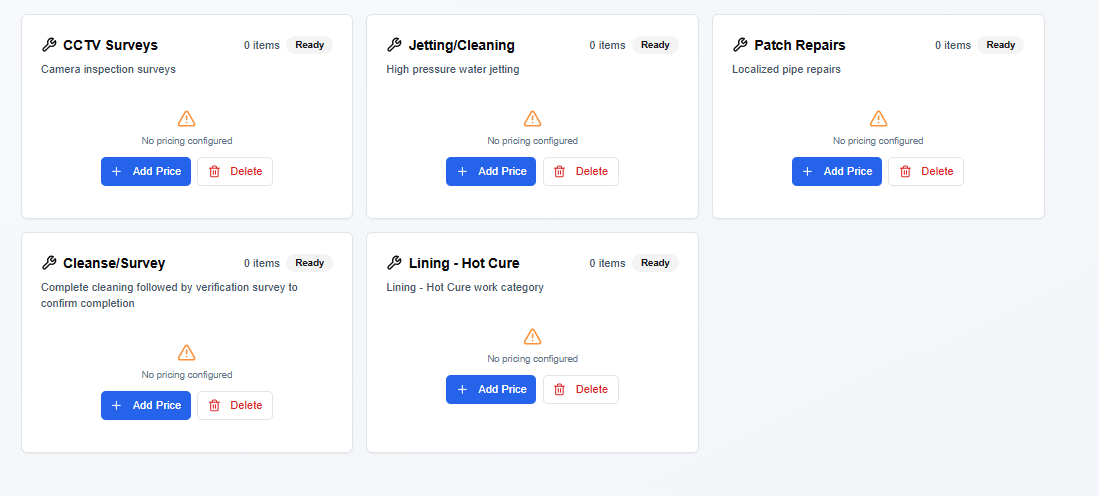 CCTV Surveys 0 items Ready
Camera inspection surveys
No pricing configured
Add Price Delete
Jetting/Cleaning 0 items Ready
High pressure water jetting
No pricing configured
Add Price Delete
Patch Repairs 0 items Ready
Localized pipe repairs
No pricing configured
Add Price Delete
Cleanse/Survey 0 items Ready
Complete cleaning followed by verification survey to
confirm completion
No pricing configured
Add Price Delete
Lining - Hot Cure 0 items Ready
Lining - Hot Cure work category
No pricing configured
Add Price Delete